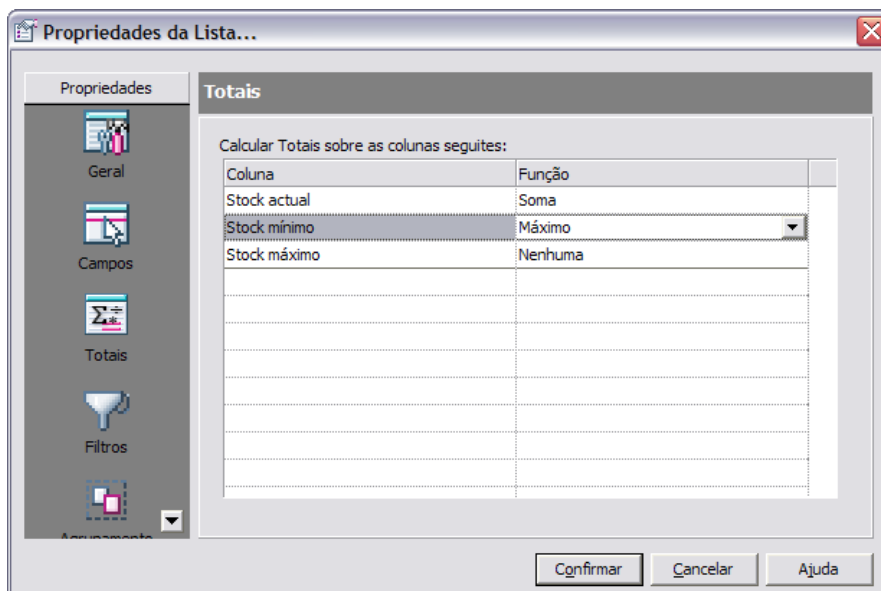 Propriedades da Lista...
Propriedades
Geral
Campos
Totais
Filtros
Agrupamento
Totais
Calcular Totais sobre as colunas seguites:
Coluna Função
Stock actual Soma
Stock mínimo Máximo
Stock máximo Nenhuma
Confirmar Cancelar Ajuda